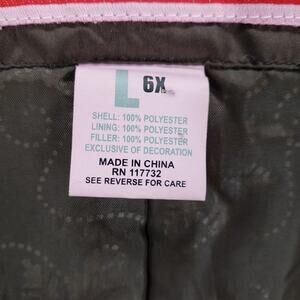 L 6X
SHELL: 100% POLYESTER
LINING: 100% POLYESTER
FILLER: 100% POLYESTER
EXCLUSIVE OF DECORATION
MADE IN CHINA
RN 117732
SEE REVERSE FOR CARE